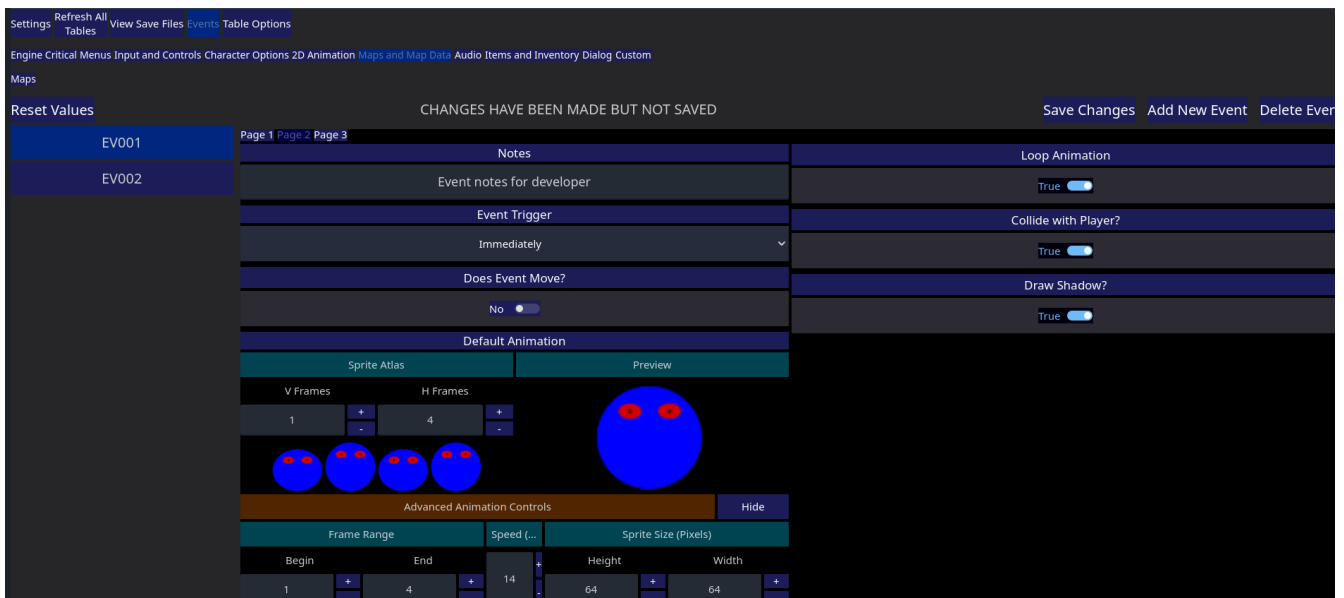 Settings Refresh All Tables View Save Files Events Table Options
Engine Critical Menus Input and Controls Character Options 2D Animation Maps and Map Data Audio Items and Inventory Dialog Custom
Maps
Reset Values CHANGES HAVE BEEN MADE BUT NOT SAVED Save Changes Add New Event Delete Ever
EV001
EV002
Page 1 Page 2 Page 3
Notes
Event notes for developer
Event Trigger
Immediately
Does Event Move?
No
Default Animation
Sprite Atlas Preview
V Frames H Frames
1 + - 4 + -
Advanced Animation Controls Hide
Frame Range Speed (... Sprite Size (Pixels)
Begin End Height Width
1 + 4 + 14 + - 64 + 64 +
Loop Animation
True
Collide with Player?
True
Draw Shadow?
True